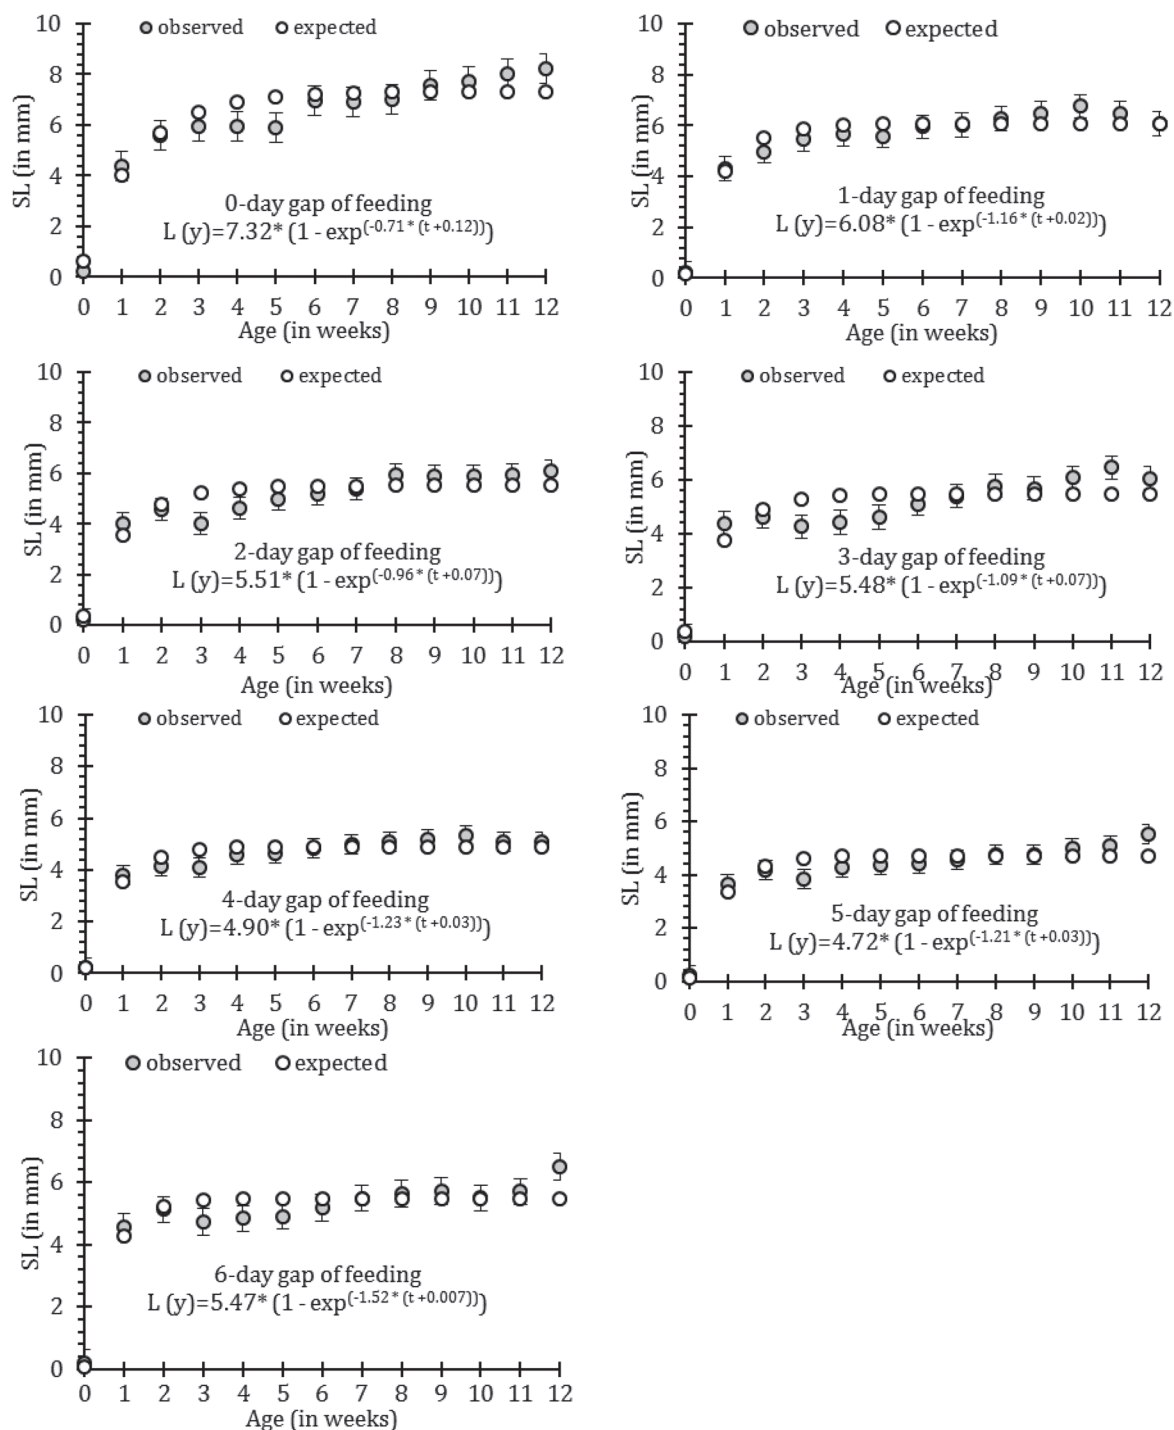 10
8
6
4
2
0
SL (in mm)
observed expected
0-day gap of feeding
L (y)=7.32* (1 - exp(-0.71* (t +0.12)))
0 1 2 3 4 5 6 7 8 9 10 11 12
Age (in weeks)
10
8
6
4
2
0
SL (in mm)
observed expected
1-day gap of feeding
L (y)=6.08* (1 - exp(-1.16* (t +0.02)))
0 1 2 3 4 5 6 7 8 9 10 11 12
Age (in weeks)
10
8
6
4
2
0
SL (in mm)
observed expected
2-day gap of feeding
L (y)=5.51* (1 - exp(-0.96* (t +0.07)))
0 1 2 3 4 5 6 7 8 9 10 11 12
Age (in weeks)
10
8
6
4
2
0
SL (in mm)
observed expected
3-day gap of feeding
L (y)=5.48* (1 - exp(-1.09* (t +0.07)))
0 1 2 3 4 5 6 7 8 9 10 11 12
Age (in weeks)
10
8
6
4
2
0
SL (in mm)
observed expected
4-day gap of feeding
L (y)=4.90* (1 - exp(-1.23* (t +0.03)))
0 1 2 3 4 5 6 7 8 9 10 11 12
Age (in weeks)
10
8
6
4
2
0
SL (in mm)
observed expected
5-day gap of feeding
L (y)=4.72* (1 - exp(-1.21* (t +0.03)))
0 1 2 3 4 5 6 7 8 9 10 11 12
Age (in weeks)
10
8
6
4
2
0
SL (in mm)
observed expected
6-day gap of feeding
L (y)=5.47* (1 - exp(-1.52* (t +0.007)))
0 1 2 3 4 5 6 7 8 9 10 11 12
Age (in weeks)